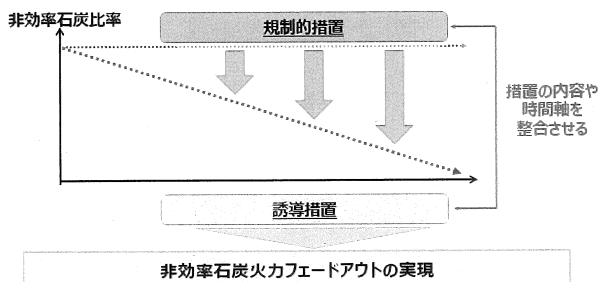 非効率石炭比率
規制的措置
措置の内容や
時間軸を
整合させる
誘導措置
非効率石炭火力フェードアウトの実現